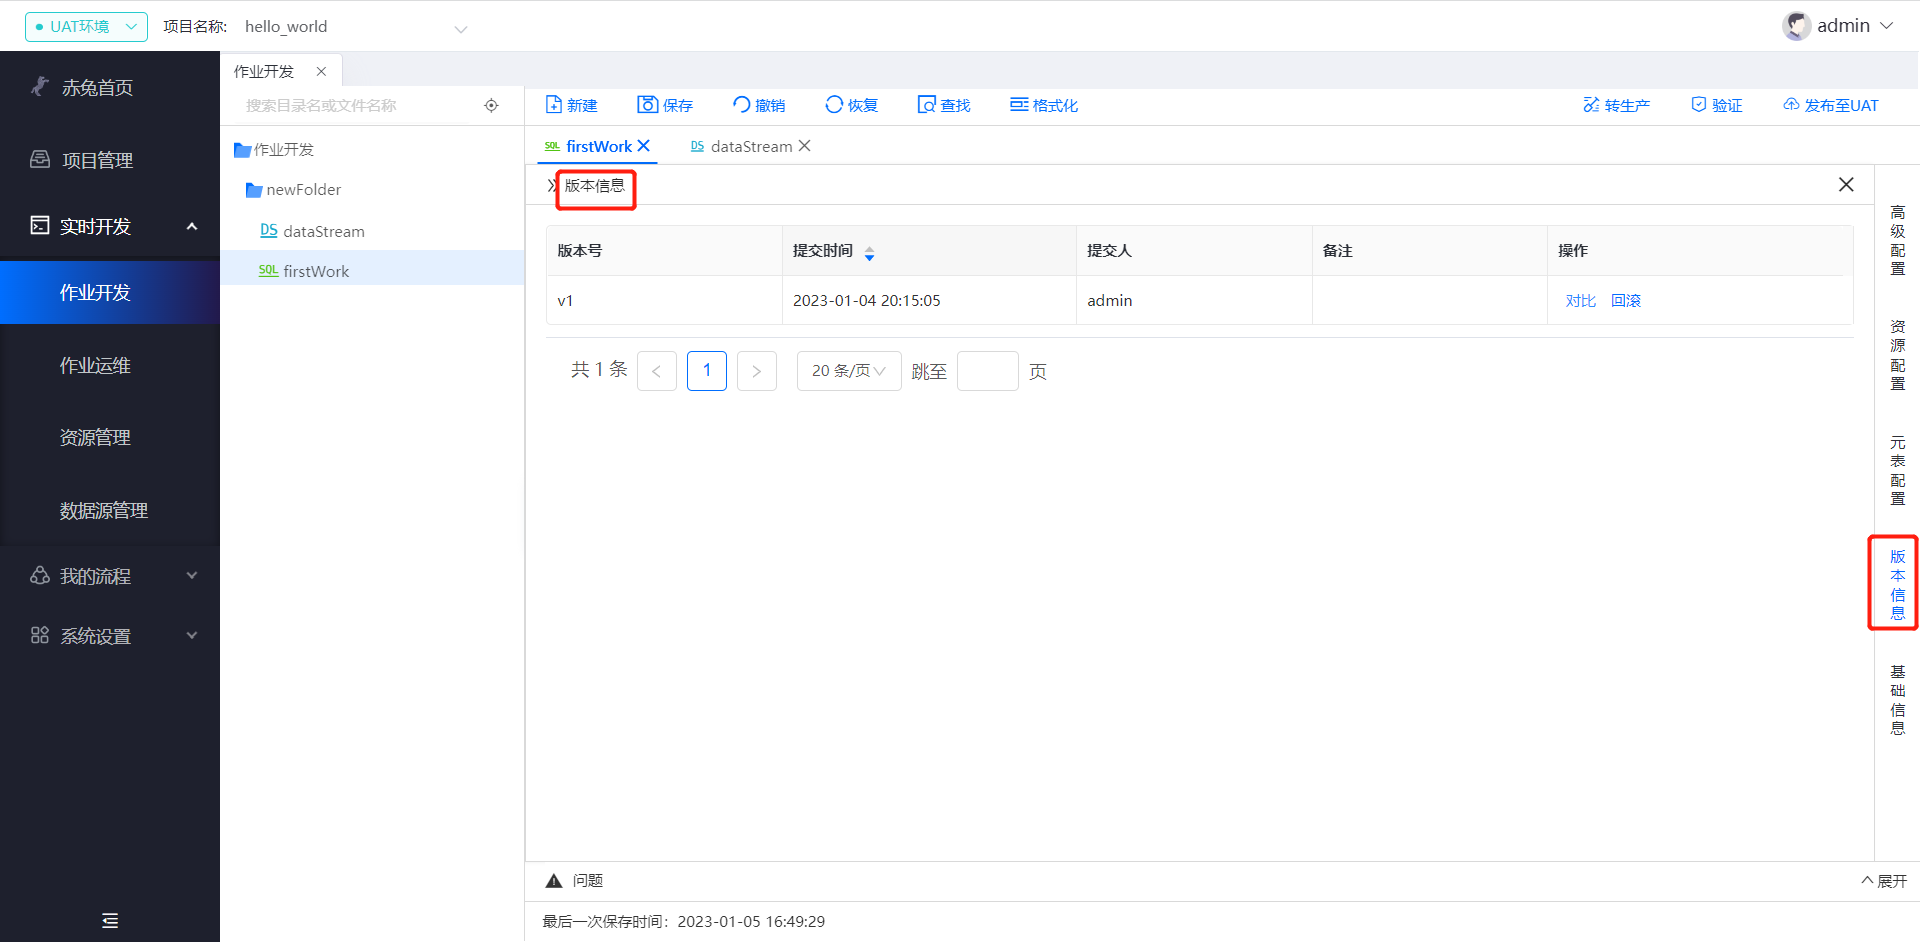 UAT环境 项目名称: hello_world admin
赤兔首页
项目管理
实时开发
作业开发
作业运维
资源管理
数据源管理
我的流程
系统设置
作业开发
搜索目录名或文件名称
作业开发
newFolder
DS dataStream
SQL firstWork
新建 保存 撤销 恢复 查找 格式化 转生产 验证 发布至UAT
SQL firstWork DS dataStream
版本信息
版本号 提交时间 提交人 备注 操作
v1 2023-01-04 20:15:05 admin 对比 回滚
共 1 条 < 1 > 20 条/页 跳至 页
高级配置
资源配置
元表配置
版本信息
基础信息
问题 展开
最后一次保存时间: 2023-01-05 16:49:29